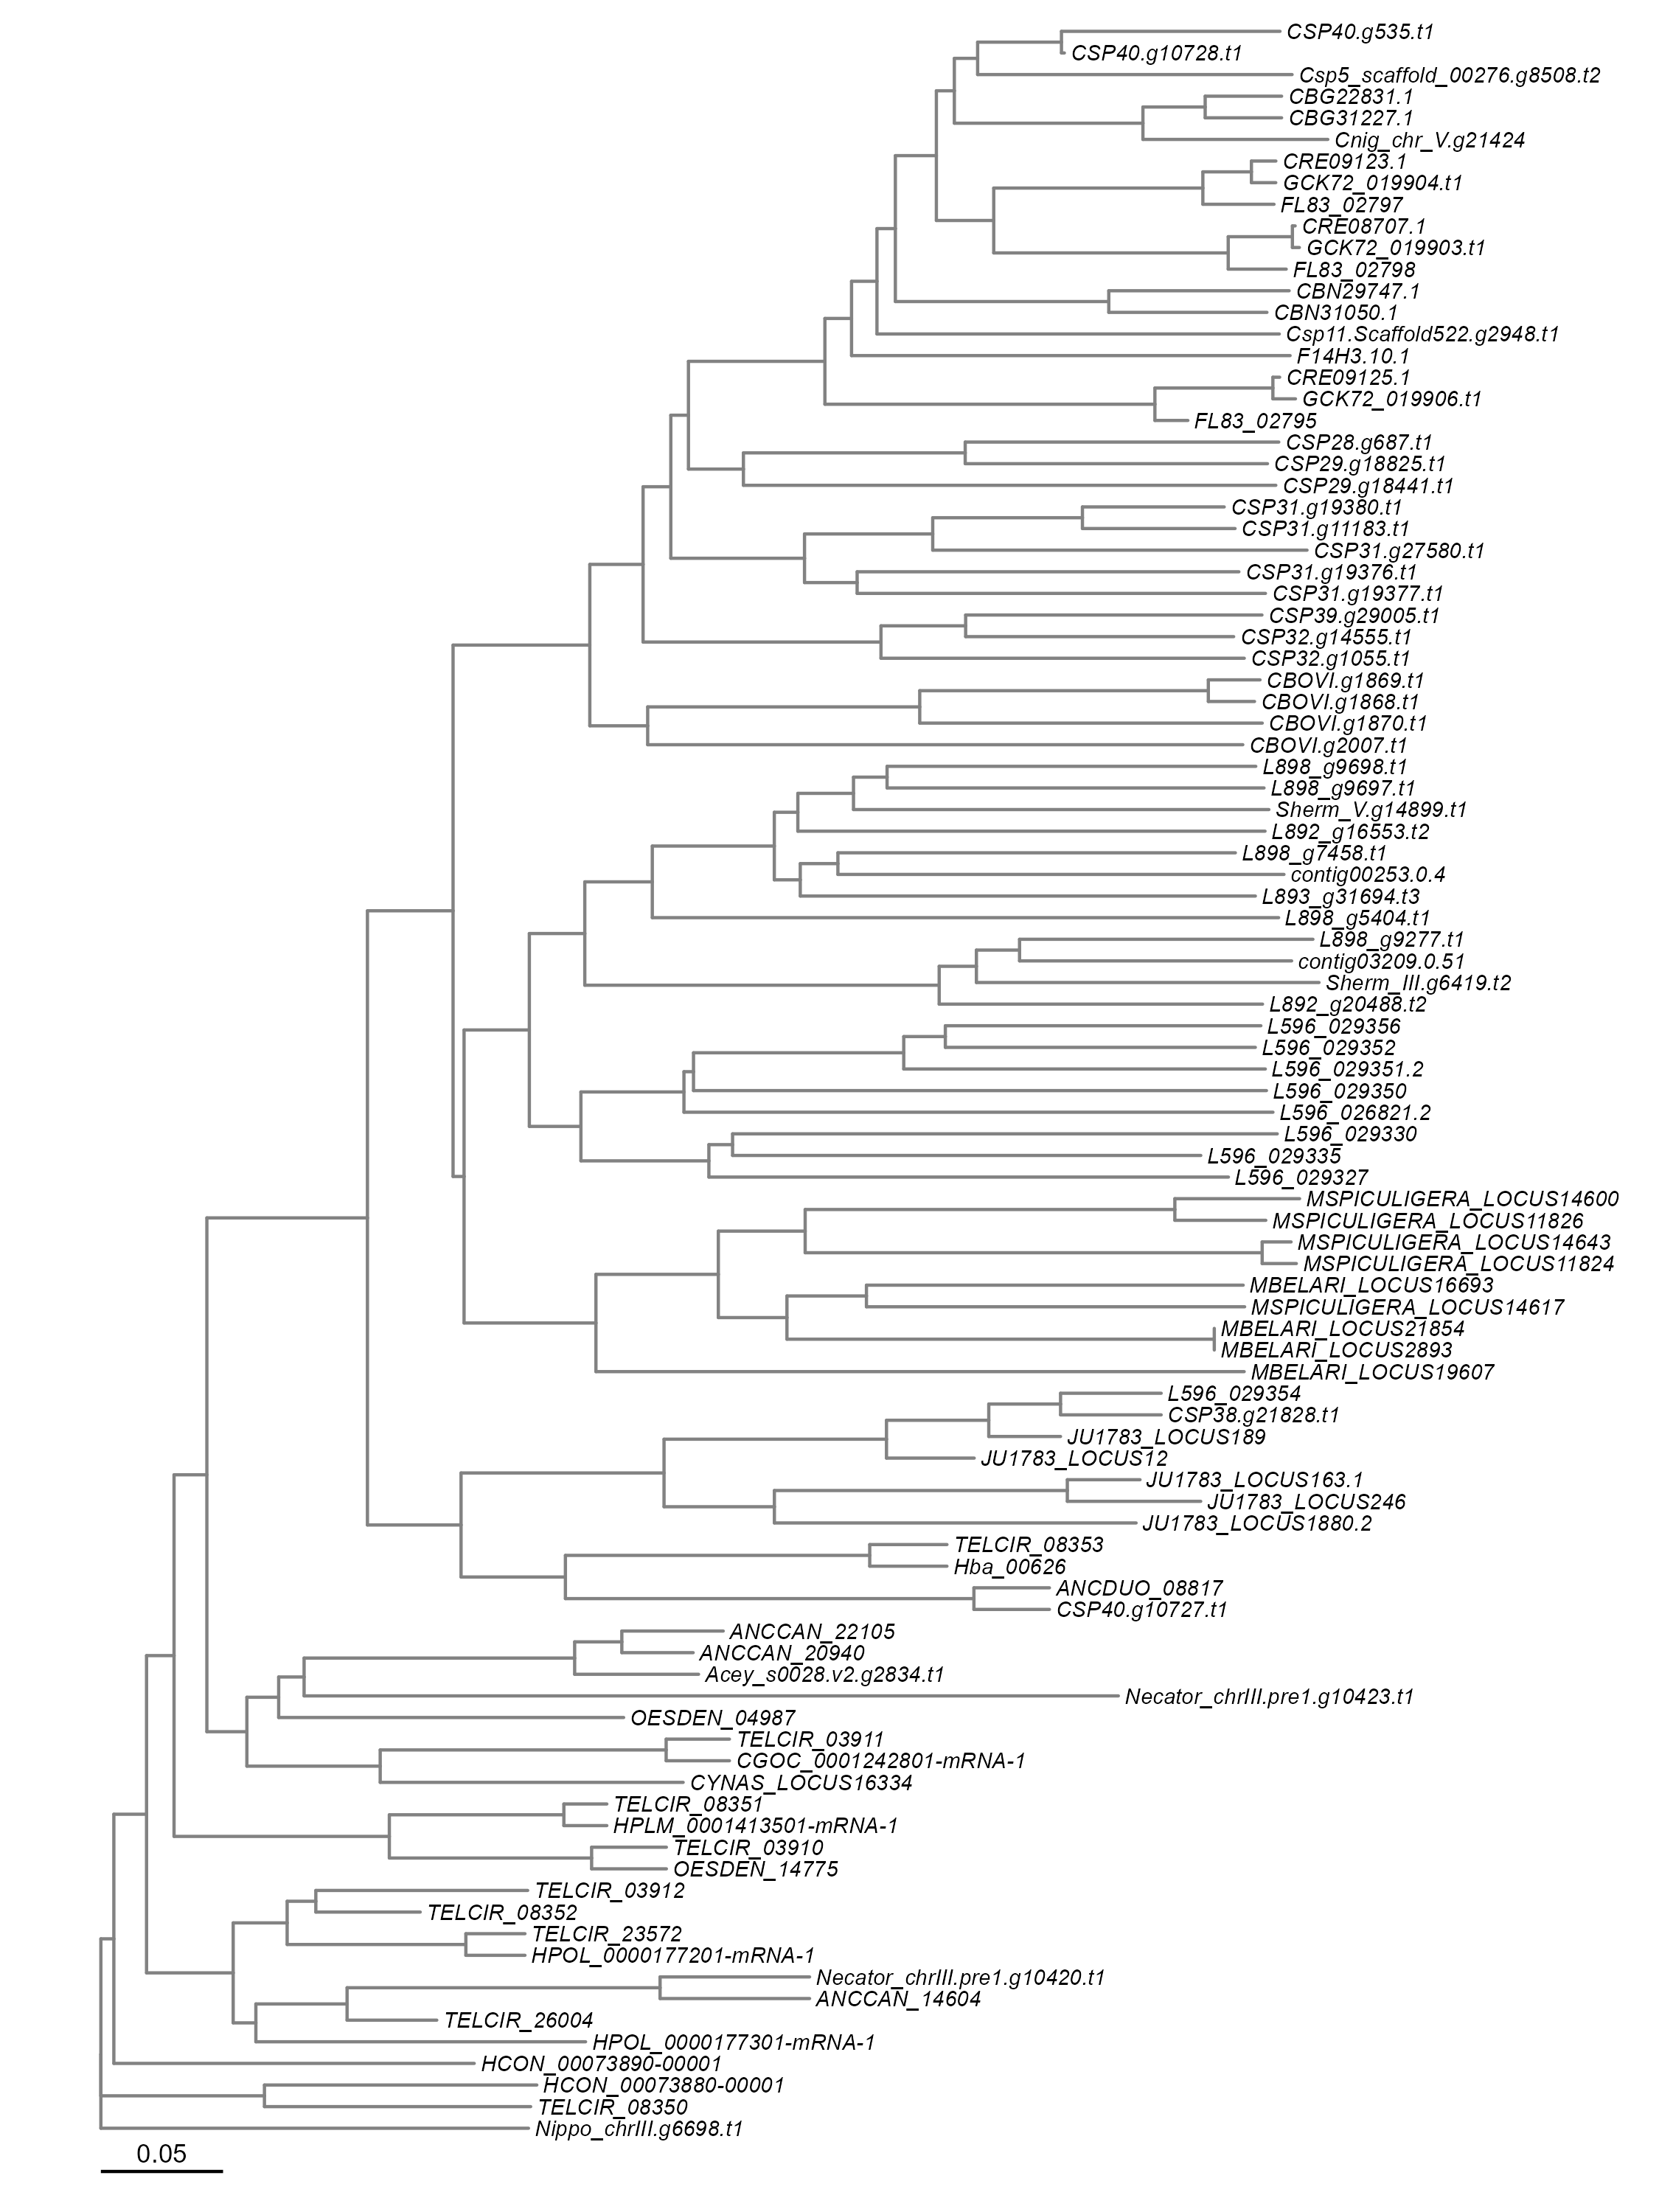 CSP40.g535.t1
CSP40.g10728.t1
Csp5_scaffold_00276.g8508.t2
CBG22831.1
CBG31227.1
Cnig_chr_V.g21424
CRE09123.1
GCK72_019904.t1
FL83_02797
CRE08707.1
GCK72_019903.t1
FL83_02798
CBN29747.1
CBN31050.1
Csp11.Scaffold522.g2948.t1
F14H3.10.1
CRE09125.1
GCK72_019906.t1
FL83_02795
CSP28.g687.t1
CSP29.g18825.t1
CSP29.g18441.t1
CSP31.g19380.t1
CSP31.g11183.t1
CSP31.g27580.t1
CSP31.g19376.t1
CSP31.g19377.t1
CSP39.g29005.t1
CSP32.g14555.t1
CSP32.g1055.t1
CBOVI.g1869.t1
CBOVI.g1868.t1
CBOVI.g1870.t1
CBOVI.g2007.t1
L898_g9698.t1
L898_g9697.t1
Sherm_V.g14899.t1
L892_g16553.t2
L898_g7458.t1
contig00253.0.4
L893_g31694.t3
L898_g5404.t1
L898_g9277.t1
contig03209.0.51
Sherm_III.g6419.t2
L892_g20488.t2
L596_029356
L596_029352
L596_029351.2
L596_029350
L596_026821.2
L596_029330
L596_029335
L596_029327
MSPICULIGERA_LOCUS14600
MSPICULIGERA_LOCUS11826
MSPICULIGERA_LOCUS14643
MSPICULIGERA_LOCUS11824
MBELARI_LOCUS16693
MSPICULIGERA_LOCUS14617
MBELARI_LOCUS21854
MBELARI_LOCUS2893
MBELARI_LOCUS19607
L596_029354
CSP38.g21828.t1
JU1783_LOCUS189
JU1783_LOCUS12
JU1783_LOCUS163.1
JU1783_LOCUS246
JU1783_LOCUS1880.2
TELCIR_08353
Hba_00626
ANCDUO_08817
CSP40.g10727.t1
ANCCAN_22105
ANCCAN_20940
Acey_s0028.v2.g2834.t1
Necator_chrIII.pre1.g10423.t1
OESDEN_04987
TELCIR_03911
CGOC_0001242801-mRNA-1
CYNAS_LOCUS16334
TELCIR_08351
HPLM_0001413501-mRNA-1
TELCIR_03910
OESDEN_14775
TELCIR_03912
TELCIR_08352
TELCIR_23572
HPOL_0000177201-mRNA-1
Necator_chrIII.pre1.g10420.t1
ANCCAN_14604
TELCIR_26004
HPOL_0000177301-mRNA-1
HCON_00073890-00001
HCON_00073880-00001
TELCIR_08350
Nippo_chrIII.g6698.t1
0.05